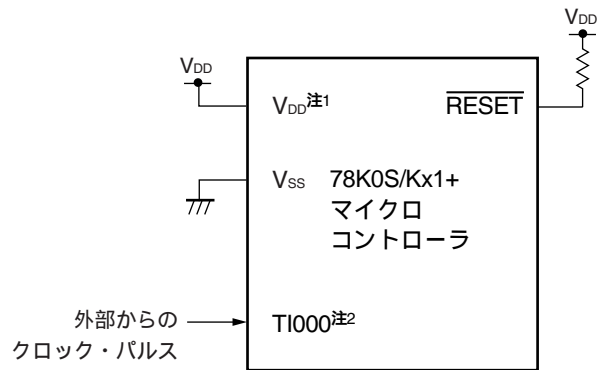 VDD
VDD
VDD注1
RESET
VSS
78K0S/Kx1+
マイクロ
コントローラ
外部からの
クロック・パルス
TI000注2